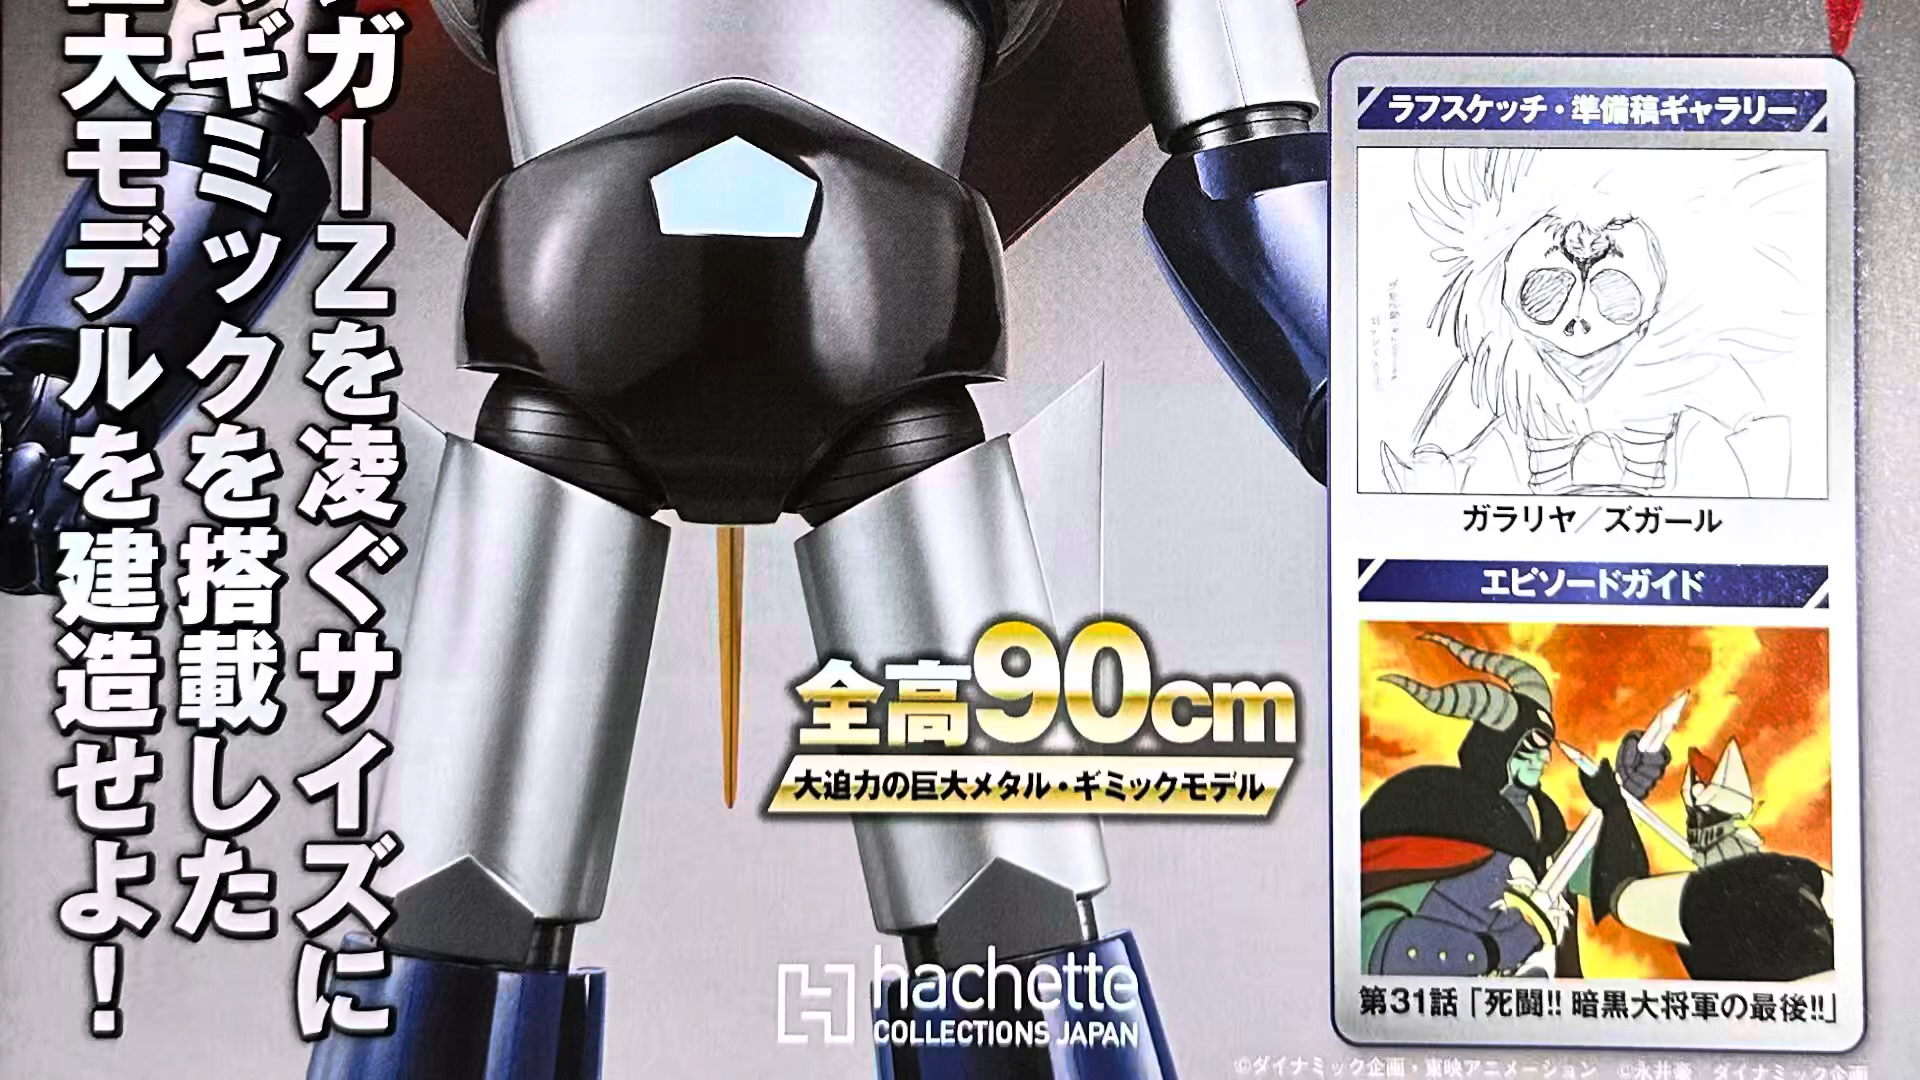 ガーZを凌ぐサイズに
ギミックを搭載した
大モデルを建造せよ!
全高90cm
大迫力の巨大メタル・ギミックモデル
hachette
COLLECTIONS JAPAN
ラフスケッチ・準備稿ギャラリー
ガラリヤ/ズガール
エピソードガイド
第31話「死闘!! 暗黒大将軍の最後!!」
©ダイナミック企画・東映アニメーション ©永井豪/ダイナミック企画